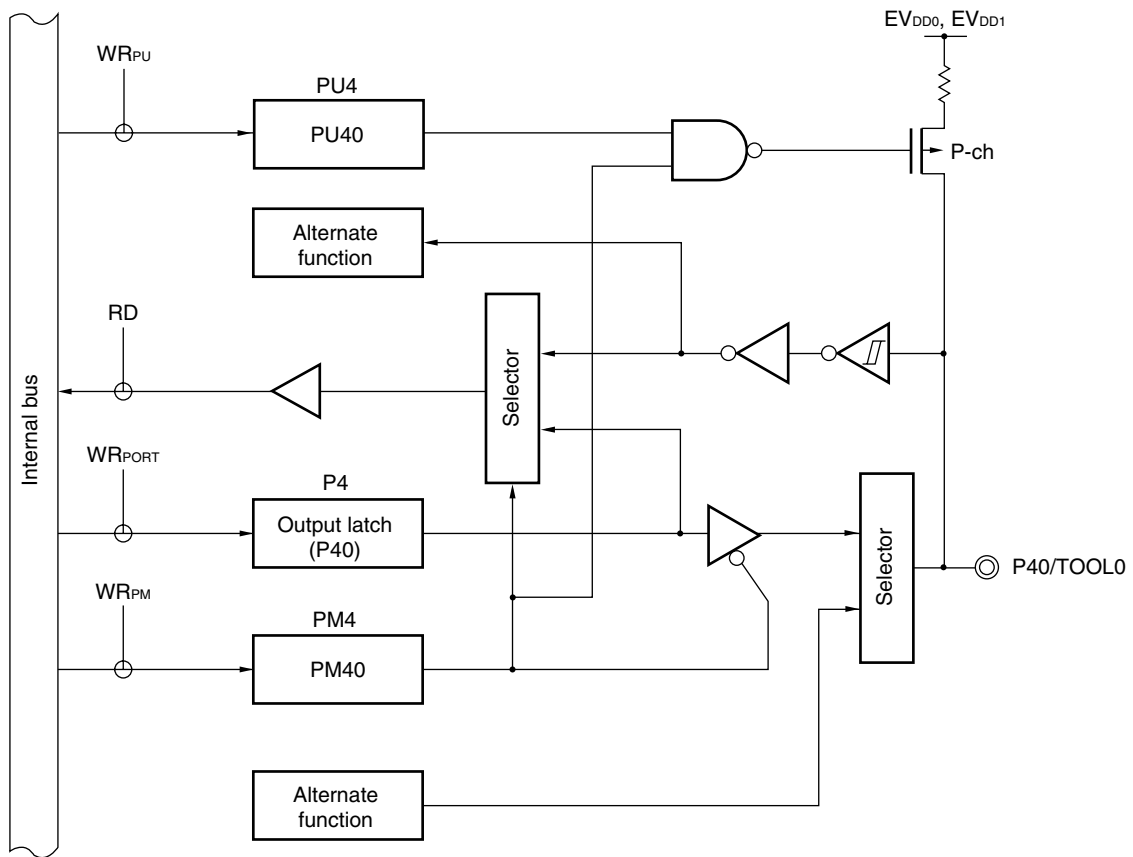 EVDD0, EVDD1
WRPU
PU4
PU40
P-ch
Alternate
function
RD
Selector
Internal bus
WRPORT
P4
Output latch
(P40)
Selector
P40/TOOL0
WRPM
PM4
PM40
Alternate
function